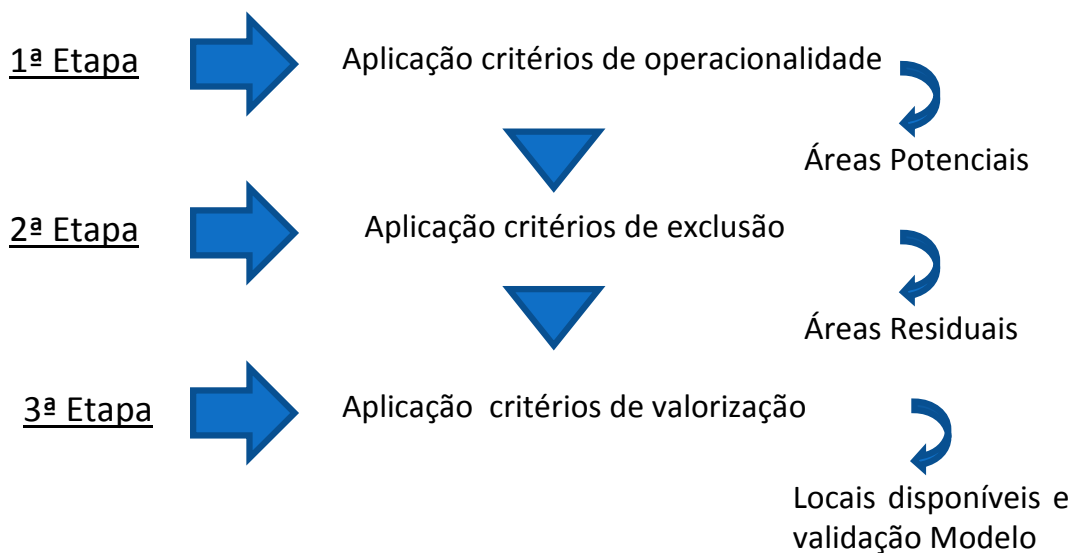 1ª Etapa
Aplicação critérios de operacionalidade
Áreas Potenciais
2ª Etapa
Aplicação critérios de exclusão
Áreas Residuais
3ª Etapa
Aplicação critérios de valorização
Locais disponíveis e
validação Modelo